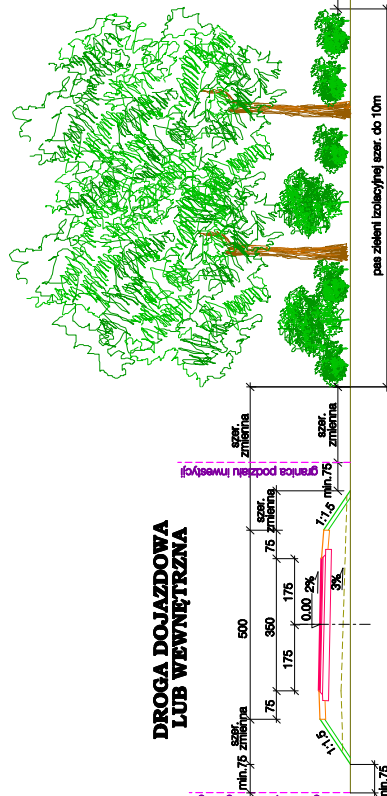 DROGA DOJAZDOWA
LUB WEWNĘTRZNA
pas zieleni izolacyjnej szer. do 10m
szer.
zmienna
szer.
zmienna
granica podziału inwestycji
szer.
zmienna
min.75
1:1.5
500
75
350
75
175
175
0.00
2%
3%
szer.
zmienna
min.75
1:1.5
min.75